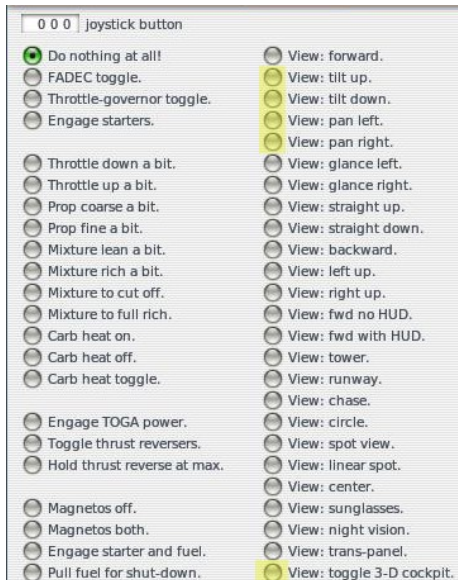 0 0 0 joystick button
Do nothing at all!
FADEC toggle.
Throttle-governor toggle.
Engage starters.
Throttle down a bit.
Throttle up a bit.
Prop coarse a bit.
Prop fine a bit.
Mixture lean a bit.
Mixture rich a bit.
Mixture to cut off.
Mixture to full rich.
Carb heat on.
Carb heat off.
Carb heat toggle.
Engage TOGA power.
Toggle thrust reversers.
Hold thrust reverse at max.
Magnetos off.
Magnetos both.
Engage starter and fuel.
Pull fuel for shut-down.
View: forward.
View: tilt up.
View: tilt down.
View: pan left.
View: pan right.
View: glance left.
View: glance right.
View: straight up.
View: straight down.
View: backward.
View: left up.
View: right up.
View: fwd no HUD.
View: fwd with HUD.
View: tower.
View: runway.
View: chase.
View: circle.
View: spot view.
View: linear spot.
View: center.
View: sunglasses.
View: night vision.
View: trans-panel.
View: toggle 3-D cockpit.